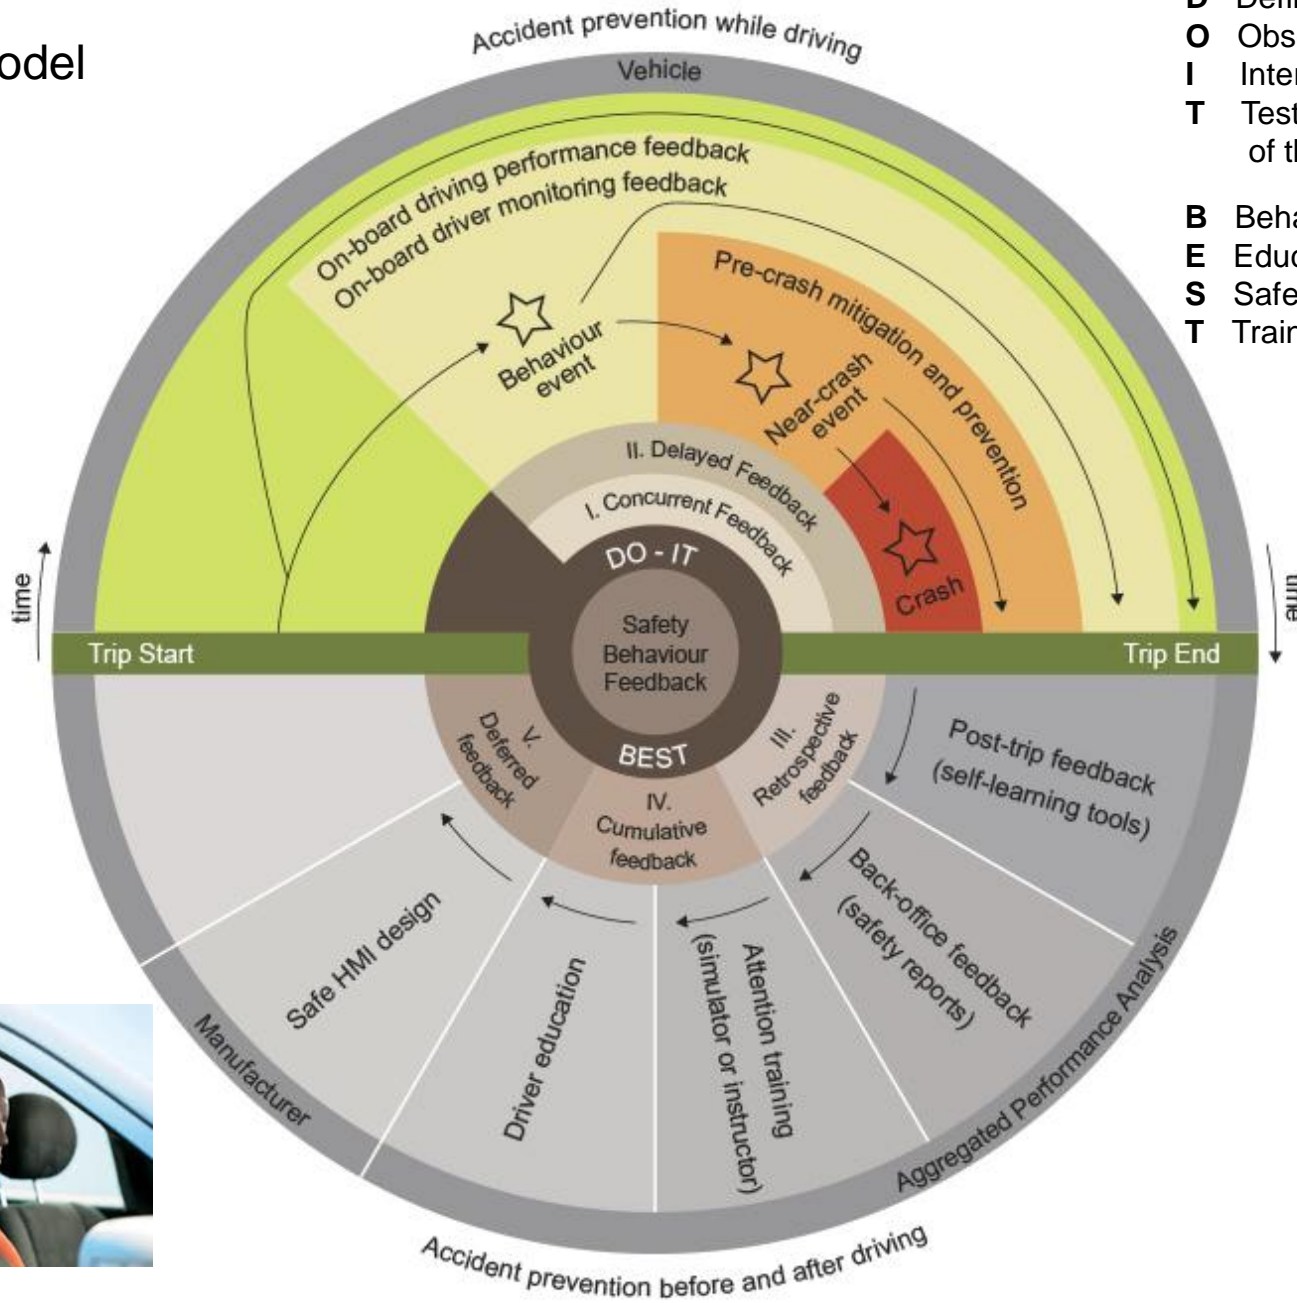 odel
Accident prevention while driving
Vehicle
On-board driving performance feedback
On-board driver monitoring feedback
Pre-crash mitigation and prevention
Behaviour
event
Near-crash
event
Crash
II. Delayed Feedback
I. Concurrent Feedback
DO - IT
Safety
Behaviour
Feedback
BEST
time
time
Trip Start
Trip End
III.
Retrospective
feedback
IV.
Cumulative
feedback
V.
Deferred
feedback
Post-trip feedback
(self-learning tools)
Back-office feedback
(safety reports)
Attention training
(simulator or instructor)
Driver education
Safe HMI design
Manufacturer
Aggregated Performance Analysis
Accident prevention before and after driving
O Obs
I Inter
T Test
of th
B Beha
E Educ
S Safe
T Train